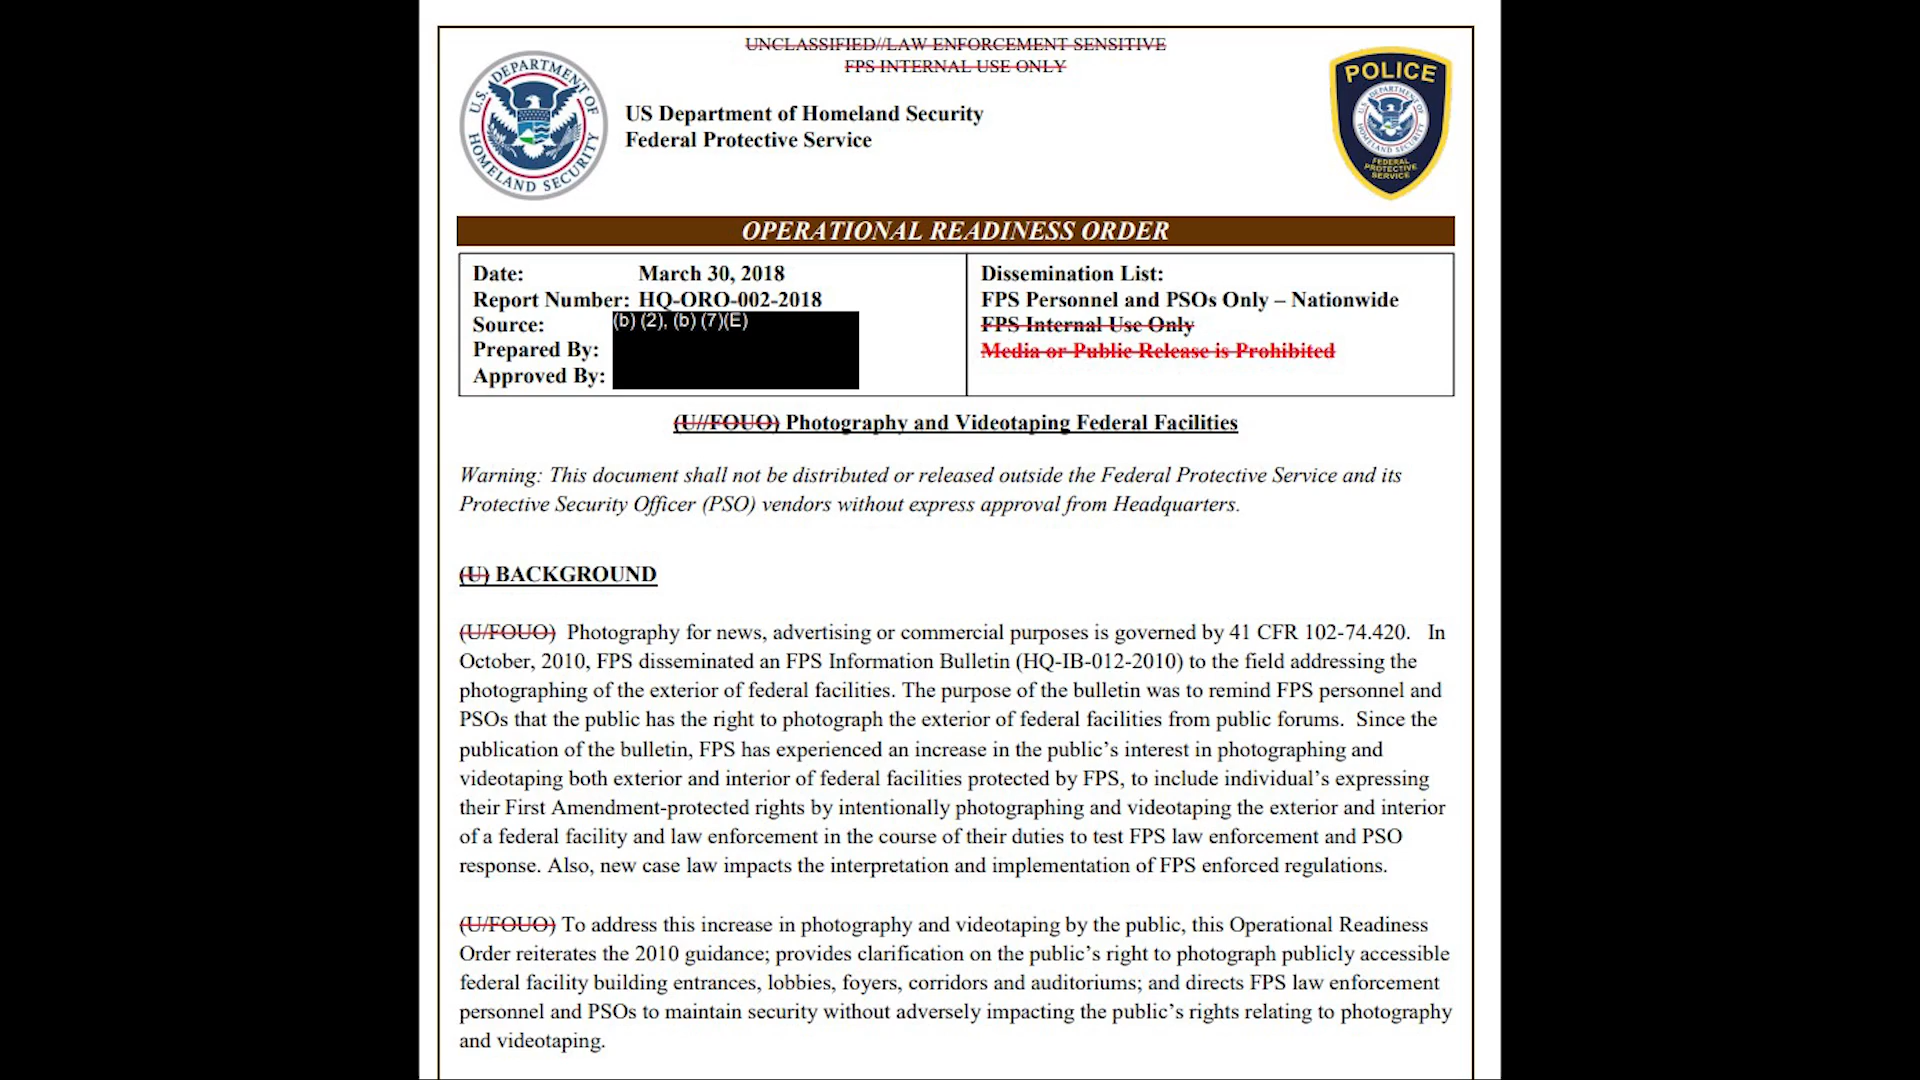 UNCLASSIFIED//LAW ENFORCEMENT SENSITIVE
FPS INTERNAL USE ONLY
U.S. DEPARTMENT OF
HOMELAND SECURITY
POLICE
U.S. DEPARTMENT OF
HOMELAND SECURITY
FEDERAL
PROTECTIVE
SERVICE
US Department of Homeland Security
Federal Protective Service
OPERATIONAL READINESS ORDER
Date: March 30, 2018
Report Number: HQ-ORO-002-2018
Source: (b) (2), (b) (7)(E)
Prepared By:
Approved By:
Dissemination List:
FPS Personnel and PSOs Only – Nationwide
FPS Internal Use Only
Media or Public Release is Prohibited
(U//FOUO) Photography and Videotaping Federal Facilities
Warning: This document shall not be distributed or released outside the Federal Protective Service and its
Protective Security Officer (PSO) vendors without express approval from Headquarters.
(U) BACKGROUND
(U/FOUO) Photography for news, advertising or commercial purposes is governed by 41 CFR 102-74.420. In
October, 2010, FPS disseminated an FPS Information Bulletin (HQ-IB-012-2010) to the field addressing the
photographing of the exterior of federal facilities. The purpose of the bulletin was to remind FPS personnel and
PSOs that the public has the right to photograph the exterior of federal facilities from public forums. Since the
publication of the bulletin, FPS has experienced an increase in the public's interest in photographing and
videotaping both exterior and interior of federal facilities protected by FPS, to include individual's expressing
their First Amendment-protected rights by intentionally photographing and videotaping the exterior and interior
of a federal facility and law enforcement in the course of their duties to test FPS law enforcement and PSO
response. Also, new case law impacts the interpretation and implementation of FPS enforced regulations.
(U/FOUO) To address this increase in photography and videotaping by the public, this Operational Readiness
Order reiterates the 2010 guidance; provides clarification on the public's right to photograph publicly accessible
federal facility building entrances, lobbies, foyers, corridors and auditoriums; and directs FPS law enforcement
personnel and PSOs to maintain security without adversely impacting the public's rights relating to photography
and videotaping.